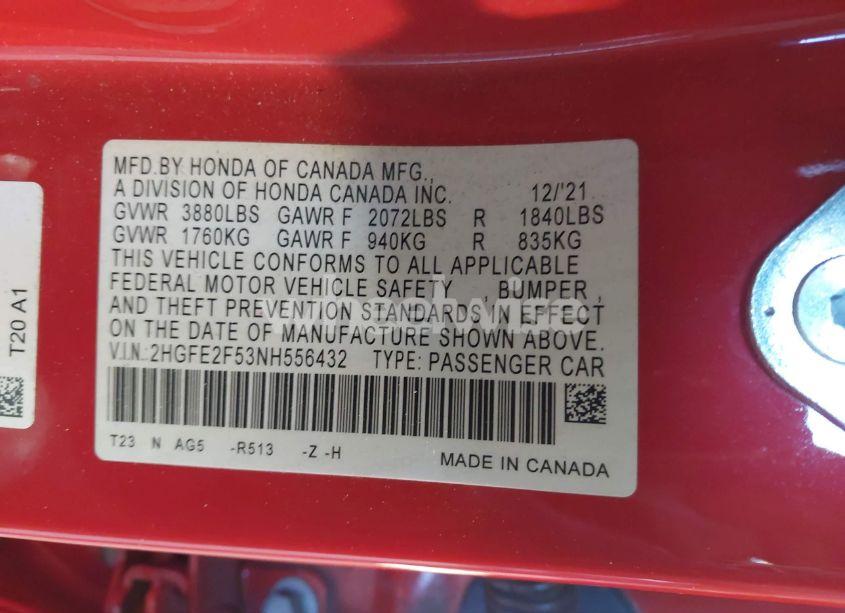 MFD.BY HONDA OF CANADA MFG.,
A DIVISION OF HONDA CANADA INC. 12/'21
GVWR 3880LBS GAWR F 2072LBS R 1840LBS
GVWR 1760KG GAWR F 940KG R 835KG
THIS VEHICLE CONFORMS TO ALL APPLICABLE
FEDERAL MOTOR VEHICLE SAFETY , BUMPER ,
AND THEFT PREVENTION STANDARDS IN EFFECT
ON THE DATE OF MANUFACTURE SHOWN ABOVE.
V.I.N.:2HGFE2F53NH556432 TYPE: PASSENGER CAR
T23 N AG5 -R513 -Z -H
MADE IN CANADA
T20 A1